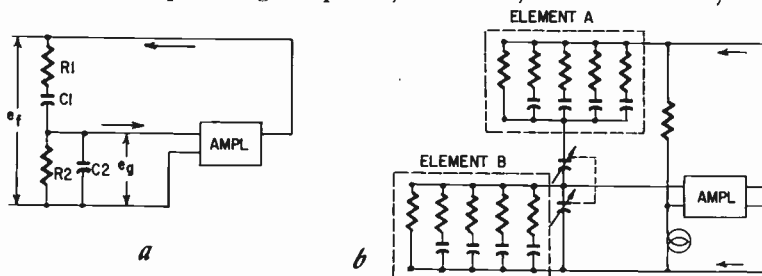 ELEMENT A
R1
C1
e_f
R2
C2
e_g
AMPL
a
ELEMENT B
AMPL
b